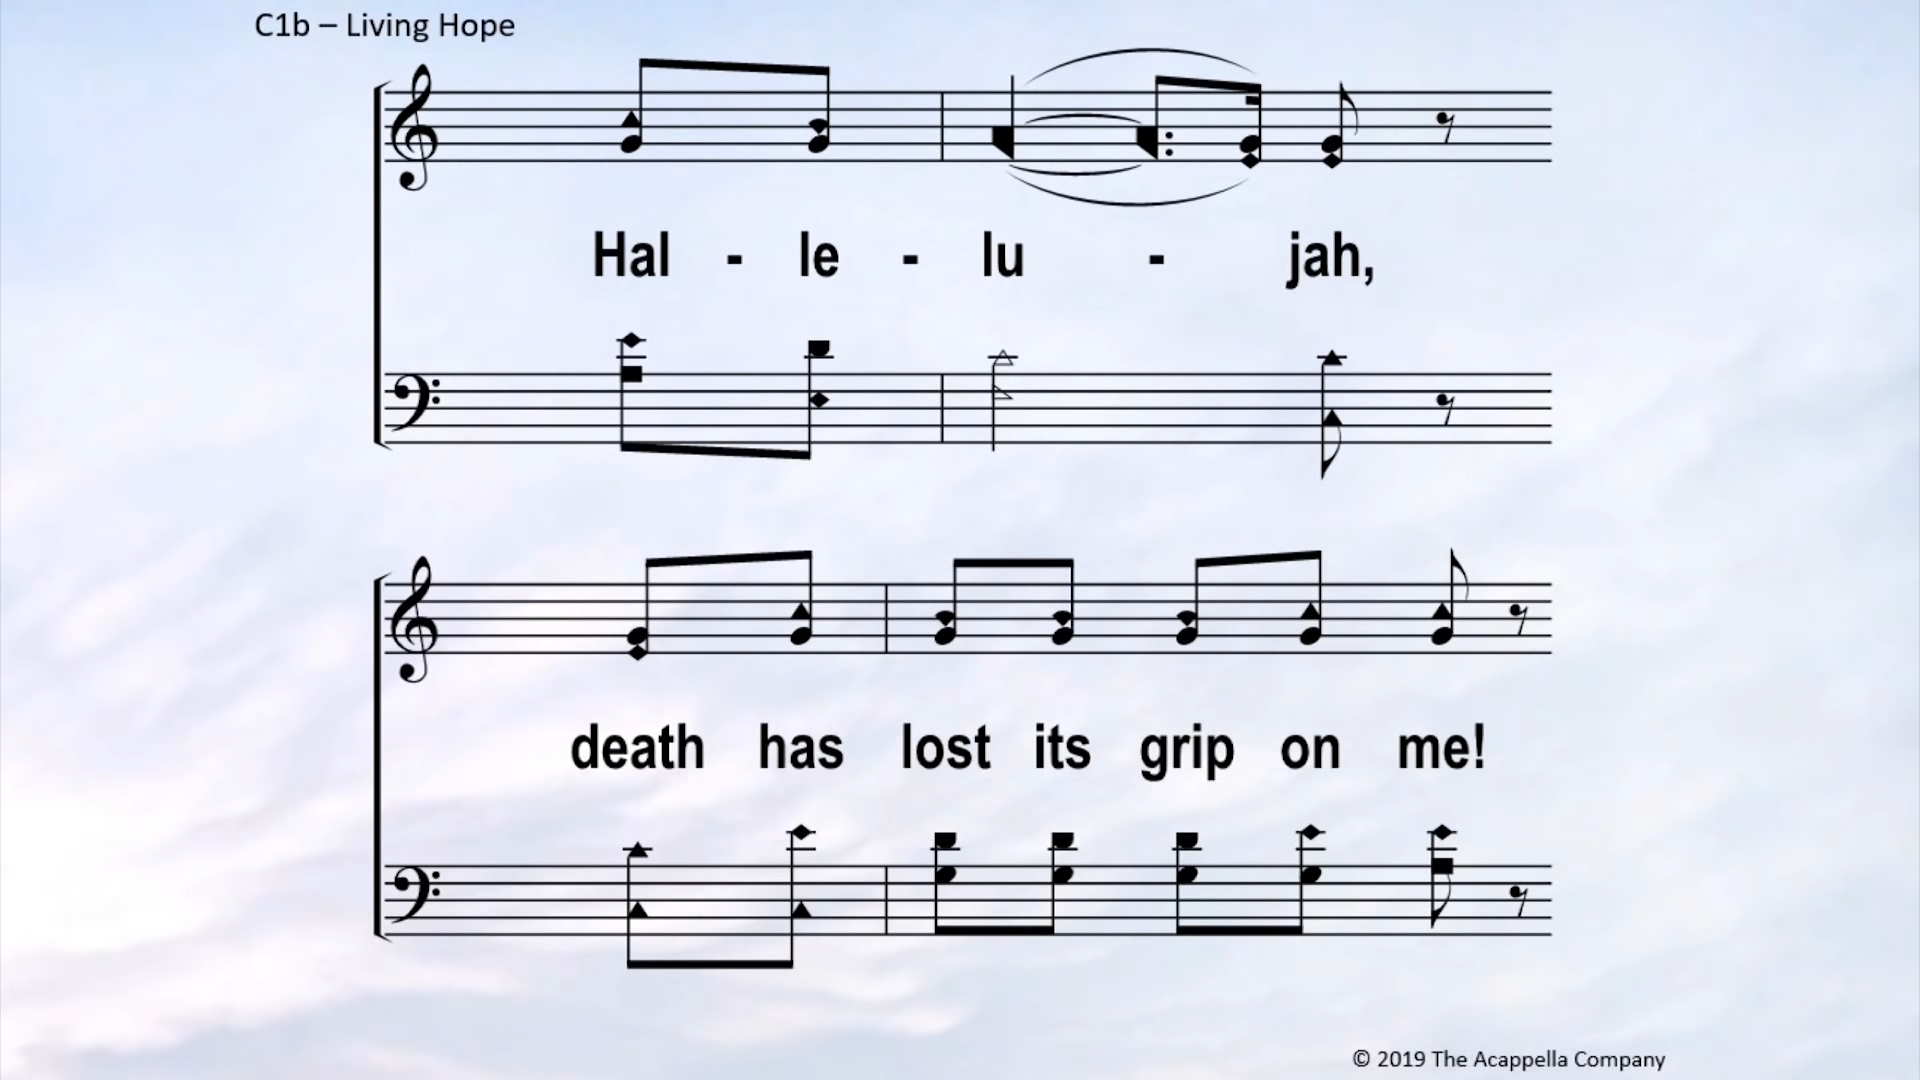 C1b – Living Hope
Hal - le - lu - jah,
death has lost its grip on me!
© 2019 The Acappella Company